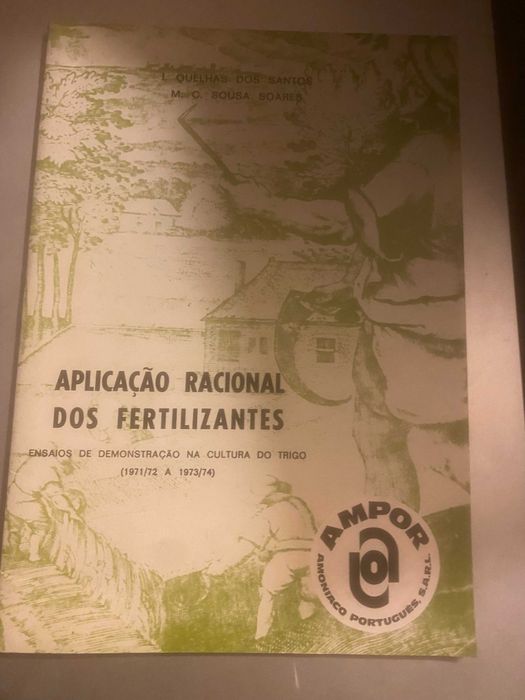 I. QUELHAS DOS SANTOS
M. C. SOUSA SOARES
APLICAÇÃO RACIONAL
DOS FERTILIZANTES
ENSAIOS DE DEMONSTRAÇÃO NA CULTURA DO TRIGO
(1971/72 A 1973/74)
AMPOR
AMONIACO PORTUGUÊS, S.A.R.L.